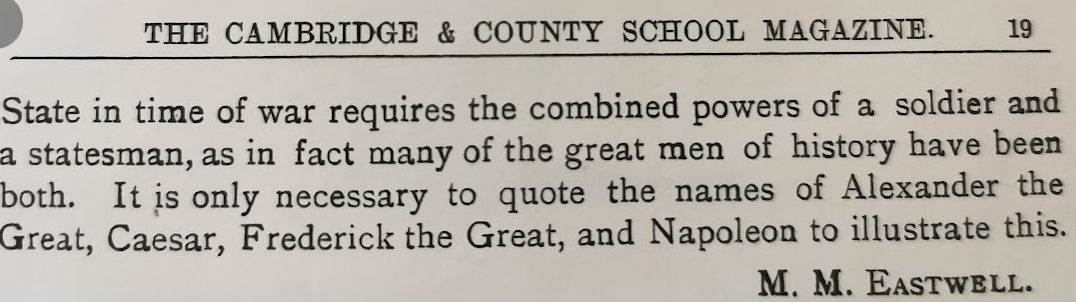 THE CAMBRIDGE & COUNTY SCHOOL MAGAZINE. 19
State in time of war requires the combined powers of a soldier and
a statesman, as in fact many of the great men of history have been
both. It is only necessary to quote the names of Alexander the
Great, Caesar, Frederick the Great, and Napoleon to illustrate this.
M. M. EASTWELL.